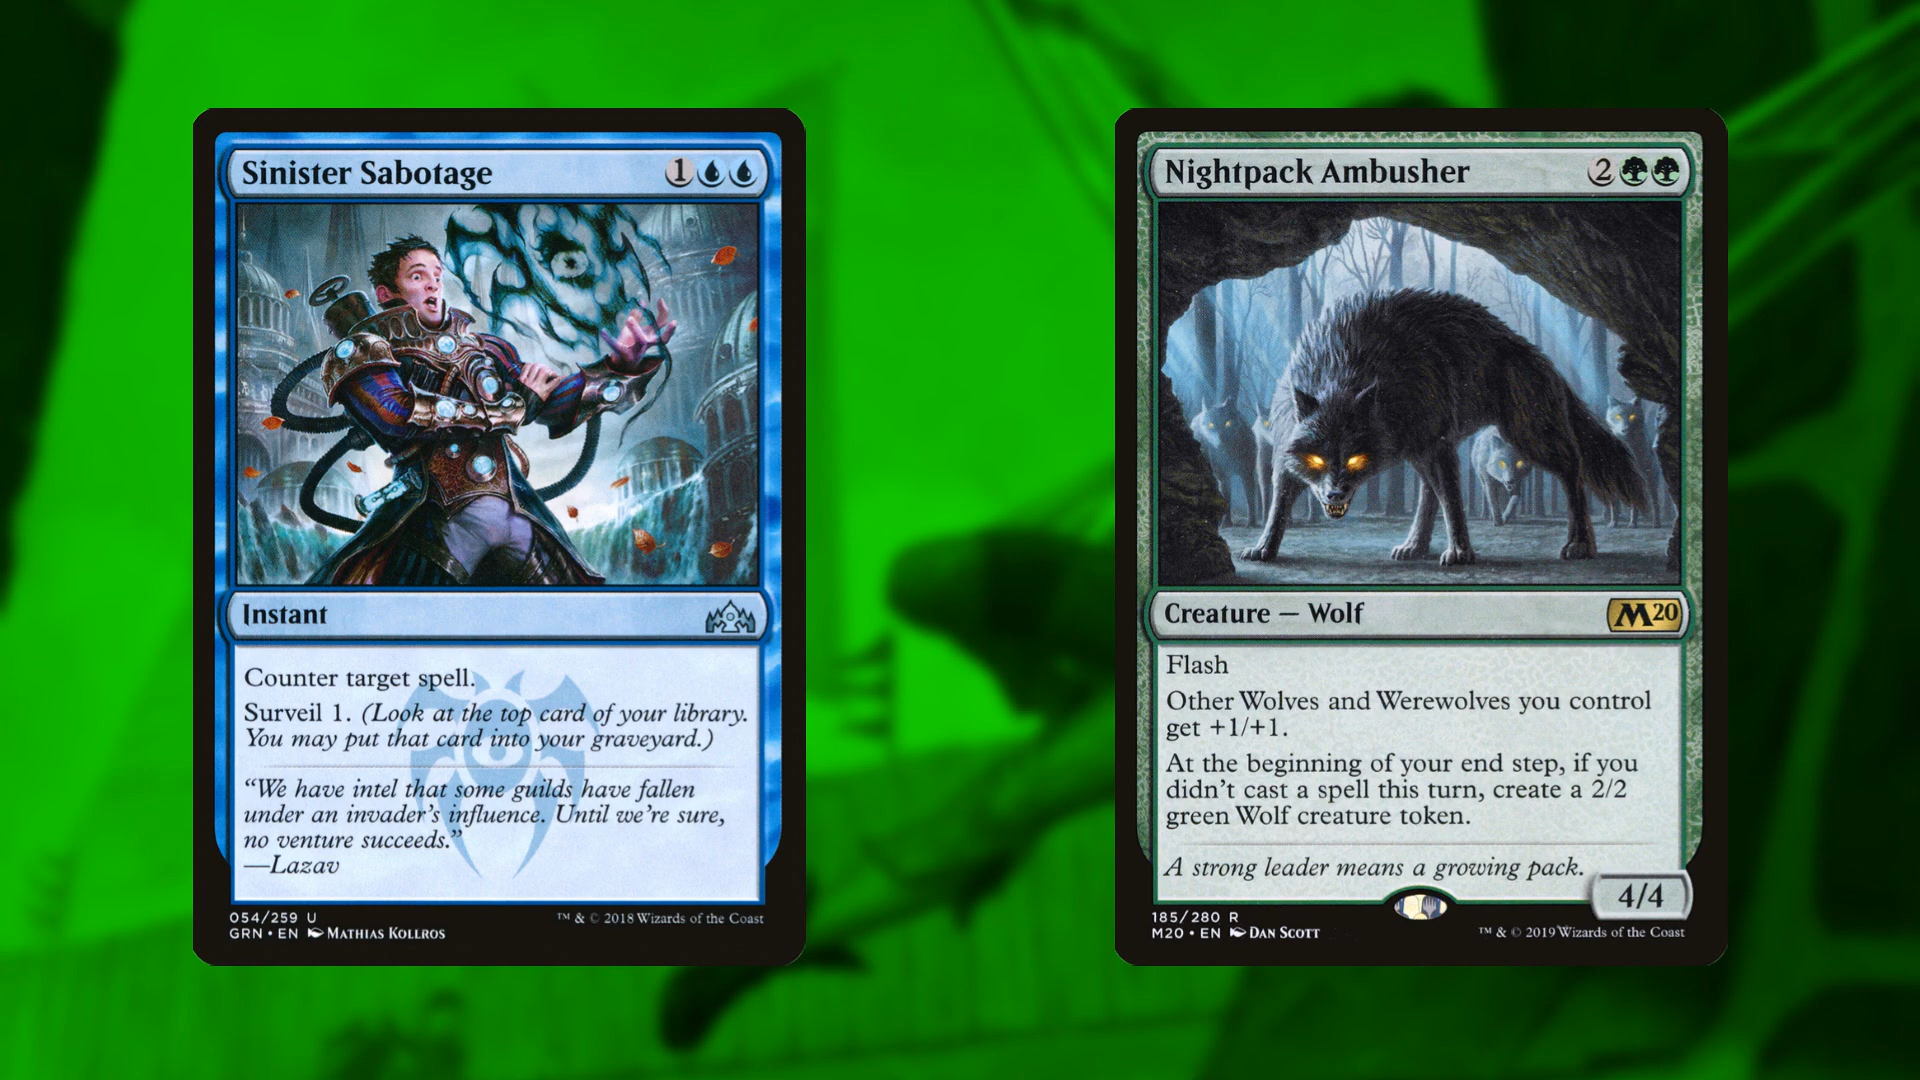 Sinister Sabotage 1
Instant
Counter target spell.
Surveil 1. (Look at the top card of your library.
You may put that card into your graveyard.)
“We have intel that some guilds have fallen
under an invader’s influence. Until we’re sure,
no venture succeeds.”
—Lazav
054/259 U
GRN • EN Mathias Kollros
™ & © 2018 Wizards of the Coast
Nightpack Ambusher 2
Creature — Wolf M20
Flash
Other Wolves and Werewolves you control
get +1/+1.
At the beginning of your end step, if you
didn’t cast a spell this turn, create a 2/2
green Wolf creature token.
A strong leader means a growing pack.
4/4
185/280 R
M20 • EN Dan Scott
™ & © 2019 Wizards of the Coast